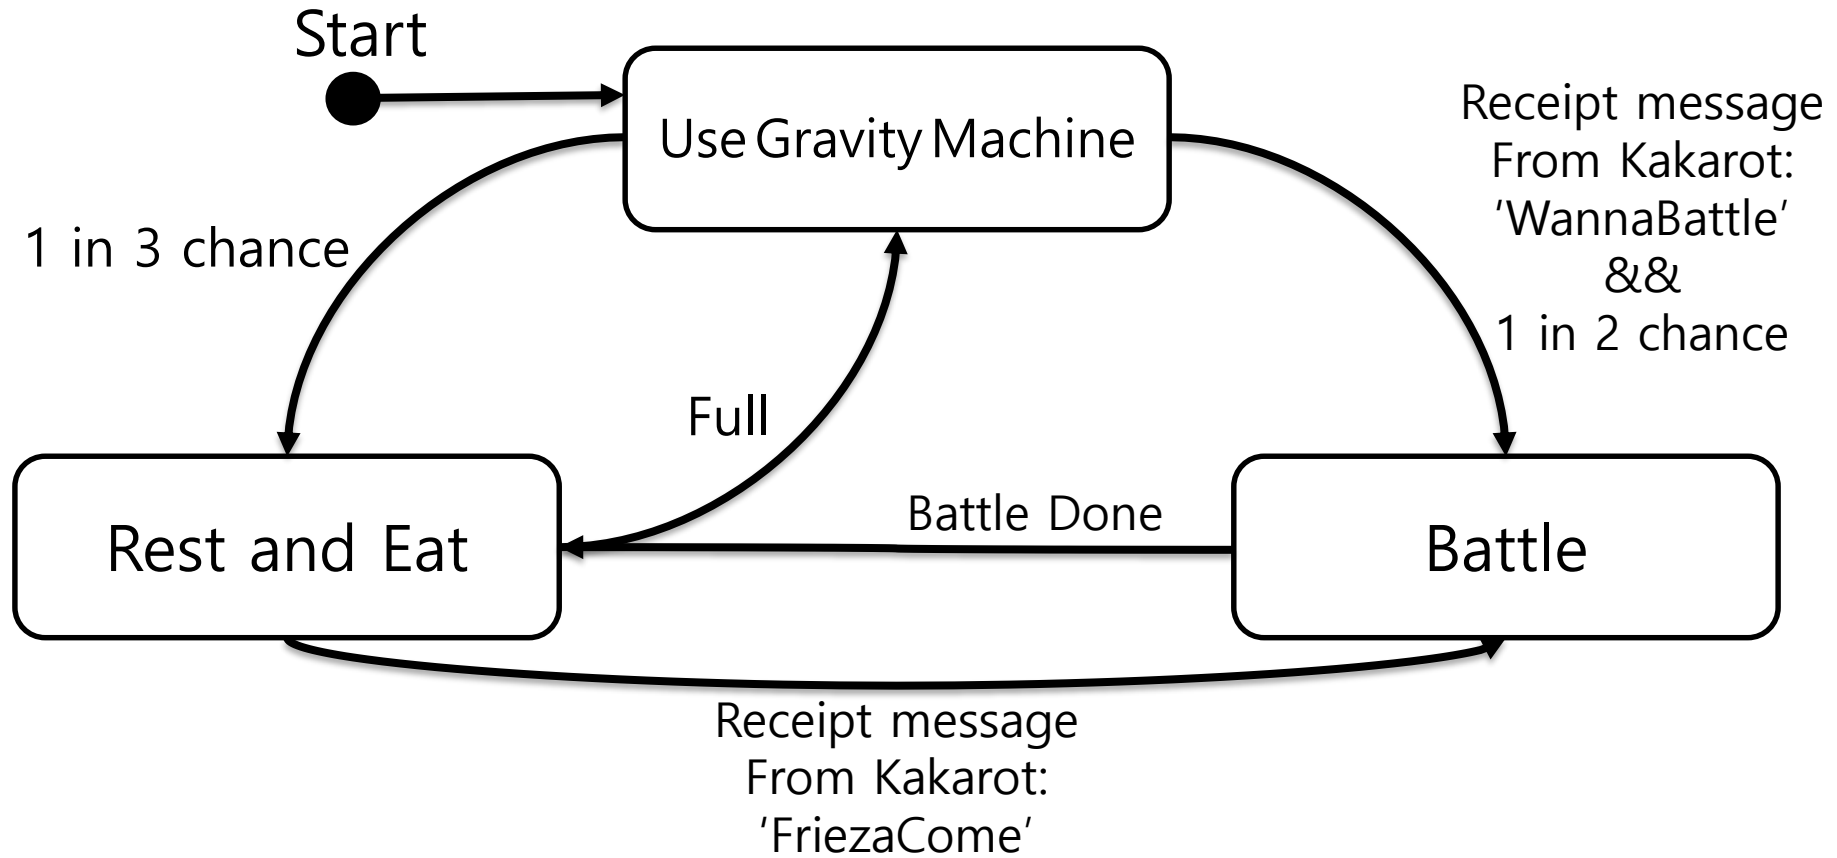 Start
Use Gravity Machine
Receipt message
From Kakarot:
‘WannaBattle’
&&
1 in 2 chance
1 in 3 chance
Full
Battle Done
Rest and Eat
Battle
Receipt message
From Kakarot:
‘FriezaCome’